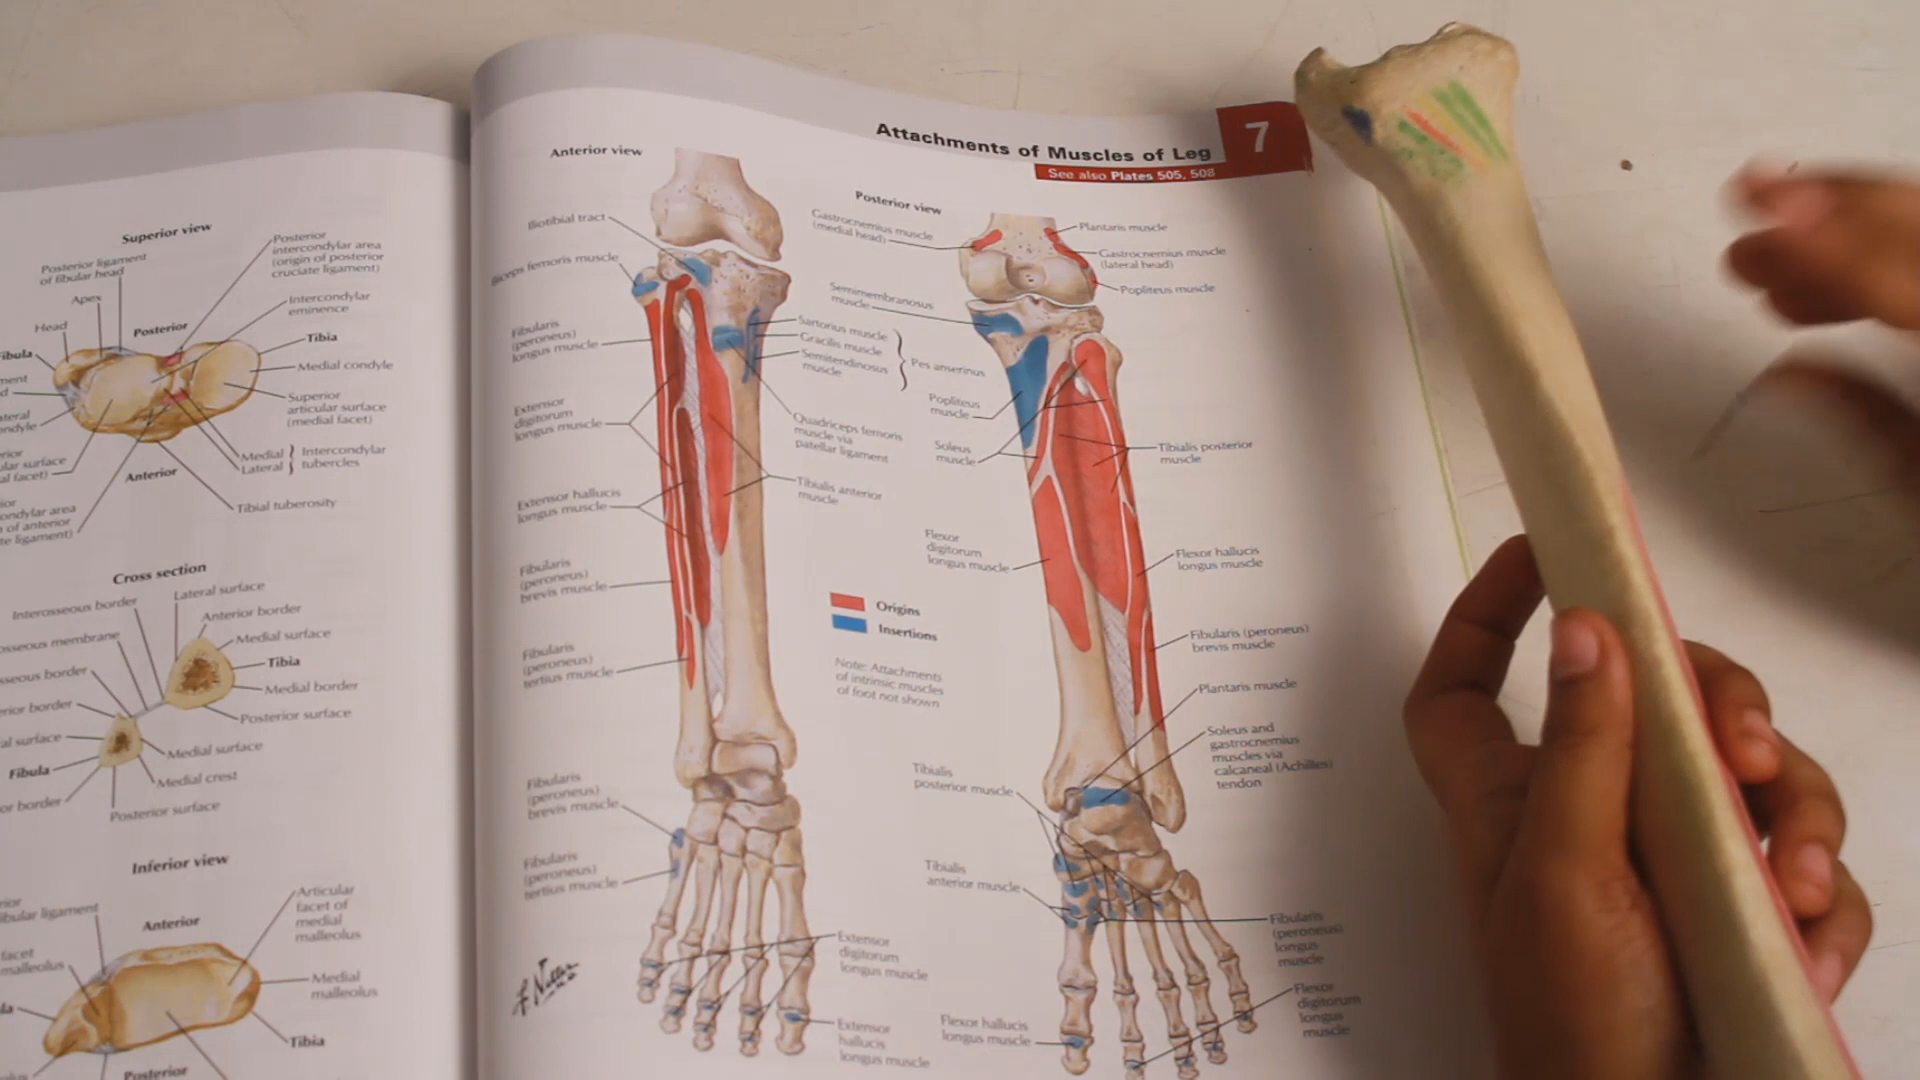 Superior view
Posterior ligament
of fibular head
Apex
Head
Posterior
Posterior
intercondylar area
(origin of posterior
cruciate ligament)
Intercondylar
eminence
Tibia
Medial condyle
Superior
articular surface
(medial facet)
Medial
Lateral
Intercondylar
tubercles
Anterior
Tibial tuberosity
Cross section
Interosseous border
Lateral surface
Anterior border
Medial surface
Tibia
Medial border
Posterior surface
Medial surface
Fibula
Medial crest
Posterior surface
Inferior view
Anterior
Articular
facet of
medial
malleolus
Medial
malleolus
Tibia
Posterior
Attachments of Muscles of Leg
7
See also Plates 505, 508
Anterior view
Iliotibial tract
Biceps femoris muscle
Fibularis
(peroneus)
longus muscle
Extensor
digitorum
longus muscle
Extensor hallucis
longus muscle
Fibularis
(peroneus)
brevis muscle
Fibularis
(peroneus)
tertius muscle
Fibularis
(peroneus)
brevis muscle
Fibularis
(peroneus)
tertius muscle
Sartorius muscle
Gracilis muscle
Semitendinosus
muscle
Pes anserinus
Quadriceps femoris
muscle via
patellar ligament
Tibialis anterior
muscle
Origins
Insertions
Note: Attachments
of intrinsic muscles
of foot not shown
Extensor
digitorum
longus muscle
Extensor
hallucis
longus muscle
F. Netter
Posterior view
Gastrocnemius muscle
(medial head)
Plantaris muscle
Gastrocnemius muscle
(lateral head)
Popliteus muscle
Semimembranosus
muscle
Popliteus
muscle
Soleus
muscle
Tibialis posterior
muscle
Flexor
digitorum
longus muscle
Flexor hallucis
longus muscle
Fibularis (peroneus)
brevis muscle
Plantaris muscle
Soleus and
gastrocnemius
muscles via
calcaneal (Achilles)
tendon
Tibialis
posterior muscle
Tibialis
anterior muscle
Fibularis
(peroneus)
longus
muscle
Flexor hallucis
longus muscle
Flexor
digitorum
longus
muscle